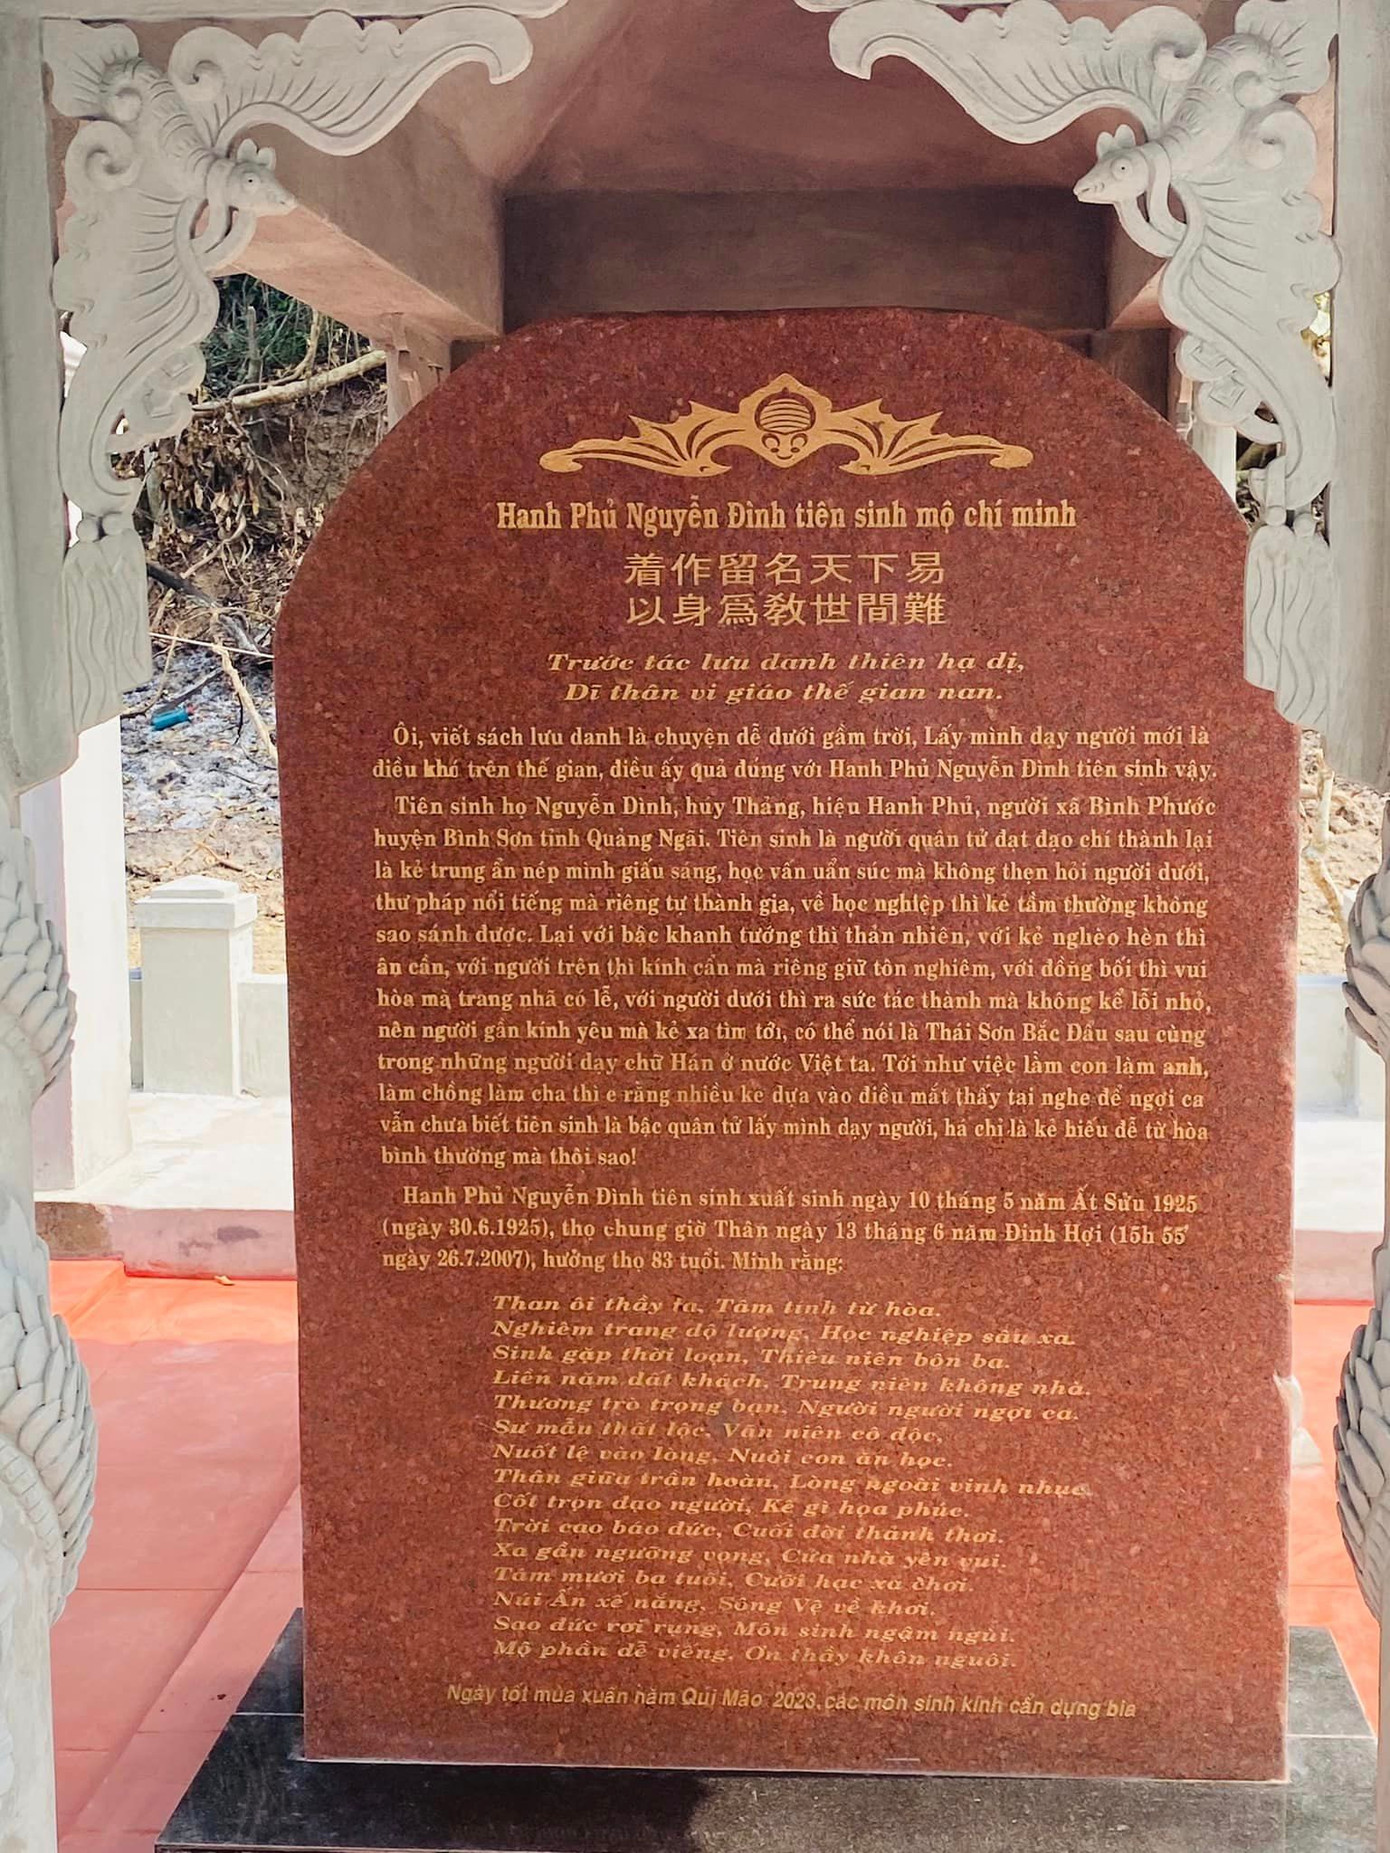 Hanh Phủ Nguyễn Đình tiên sinh mộ chí minh
着作留名天下易
以身爲敎世間難
Trước tác lưu danh thiên hạ dị,
Dĩ thân vi giáo thế gian nan.
Ôi, viết sách lưu danh là chuyện dễ dưới gầm trời, Lấy mình dạy người mới là
điều khó trên thế gian, điều ấy quả đúng với Hanh Phủ Nguyễn Đình tiên sinh vậy.
Tiên sinh họ Nguyễn Đình, húy Thảng, hiệu Hanh Phủ, người xã Bình Phước
huyện Bình Sơn tỉnh Quảng Ngãi. Tiên sinh là người quân tử đạt đạo chí thành lại
là kẻ trung ẩn nép mình giấu sáng, học vấn uẩn súc mà không thẹn hỏi người dưới,
thư pháp nổi tiếng mà riêng tự thành gia, về học nghiệp thì kẻ tầm thường không
sao sánh được. Lại với bậc khanh tướng thì thản nhiên, với kẻ nghèo hèn thì
ân cần, với người trên thì kính cẩn mà riêng giữ tôn nghiêm, với đồng bối thì vui
hòa mà trang nhã có lễ, với người dưới thì ra sức tác thành mà không kể lỗi nhỏ,
nên người gần kính yêu mà kẻ xa tìm tới, có thể nói là Thái Sơn Bắc Đẩu sau cùng
trong những người dạy chữ Hán ở nước Việt ta. Tới như việc làm con làm anh,
làm chồng làm cha thì e rằng nhiều kẻ dựa vào điều mắt thấy tai nghe để ngợi ca
vẫn chưa biết tiên sinh là bậc quân tử lấy mình dạy người, há chỉ là kẻ hiếu đễ từ hòa
bình thường mà thôi sao!
Hanh Phủ Nguyễn Đình tiên sinh xuất sinh ngày 10 tháng 5 năm Ất Sửu 1925
(ngày 30.6.1925), thọ chung giờ Thân ngày 13 tháng 6 năm Đinh Hợi (15h 55'
ngày 26.7.2007), hưởng thọ 83 tuổi. Minh rằng:
Than ôi thầy ta, Tâm tính từ hòa.
Nghiêm trang độ lượng, Học nghiệp sâu xa.
Sinh gặp thời loạn, Thiếu niên bôn ba.
Liền năm đất khách, Trung niên không nhà.
Thương trò trọng bạn, Người người ngợi ca.
Sư mẫu thất lộc, Vãn niên cô độc,
Nuốt lệ vào lòng, Nuôi con ăn học.
Thân giữa trần hoàn, Lòng ngoài vinh nhục
Cốt trọn đạo người, Kể gì họa phúc.
Trời cao báo đức, Cuối đời thảnh thơi.
Xa gần ngưỡng vọng, Cửa nhà yên vui.
Tám mươi ba tuổi, Cưỡi hạc xa chơi.
Núi Ấn xế nắng, Sông Vệ về khơi.
Sao đức rơi rụng, Môn sinh ngậm ngùi.
Mộ phần dễ viếng, Ơn thầy khôn nguôi.
Ngày tốt mùa xuân năm Quí Mão 2023, các môn sinh kính cẩn dựng bia